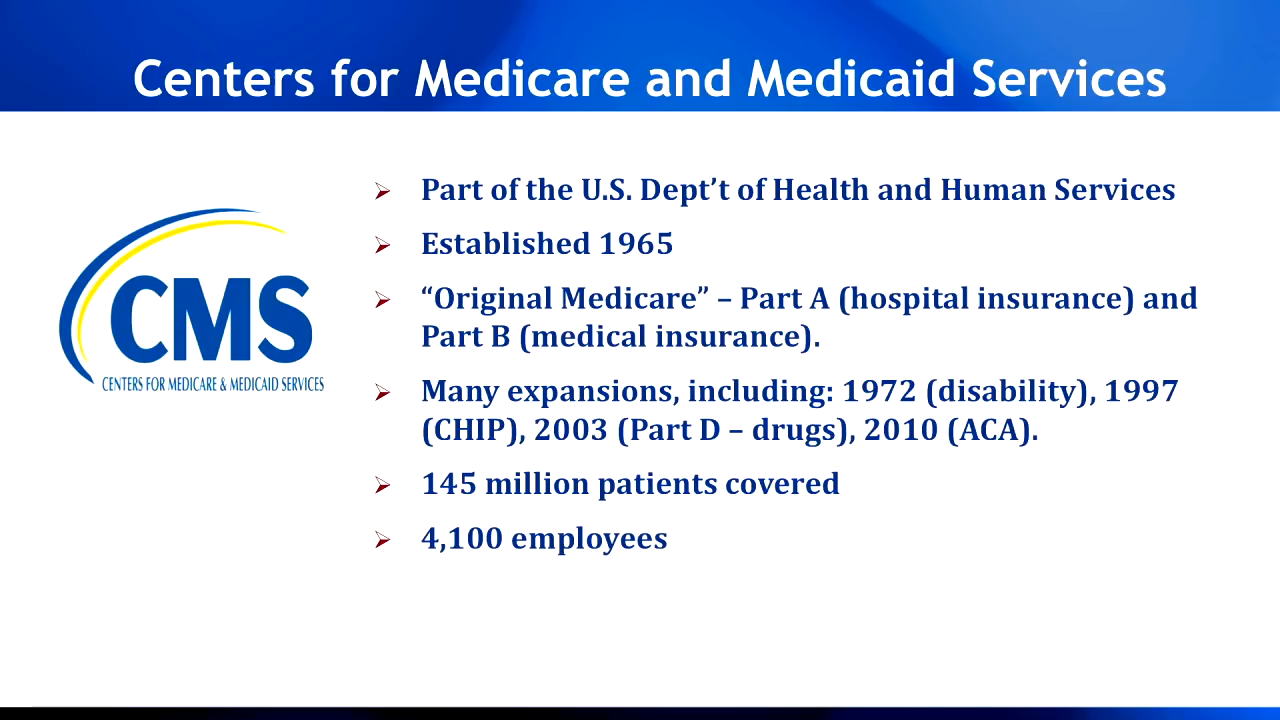 Centers for Medicare and Medicaid Services
CMS
CENTERS FOR MEDICARE & MEDICAID SERVICES
Part of the U.S. Dept’t of Health and Human Services
Established 1965
“Original Medicare” – Part A (hospital insurance) and
Part B (medical insurance).
Many expansions, including: 1972 (disability), 1997
(CHIP), 2003 (Part D – drugs), 2010 (ACA).
145 million patients covered
4,100 employees